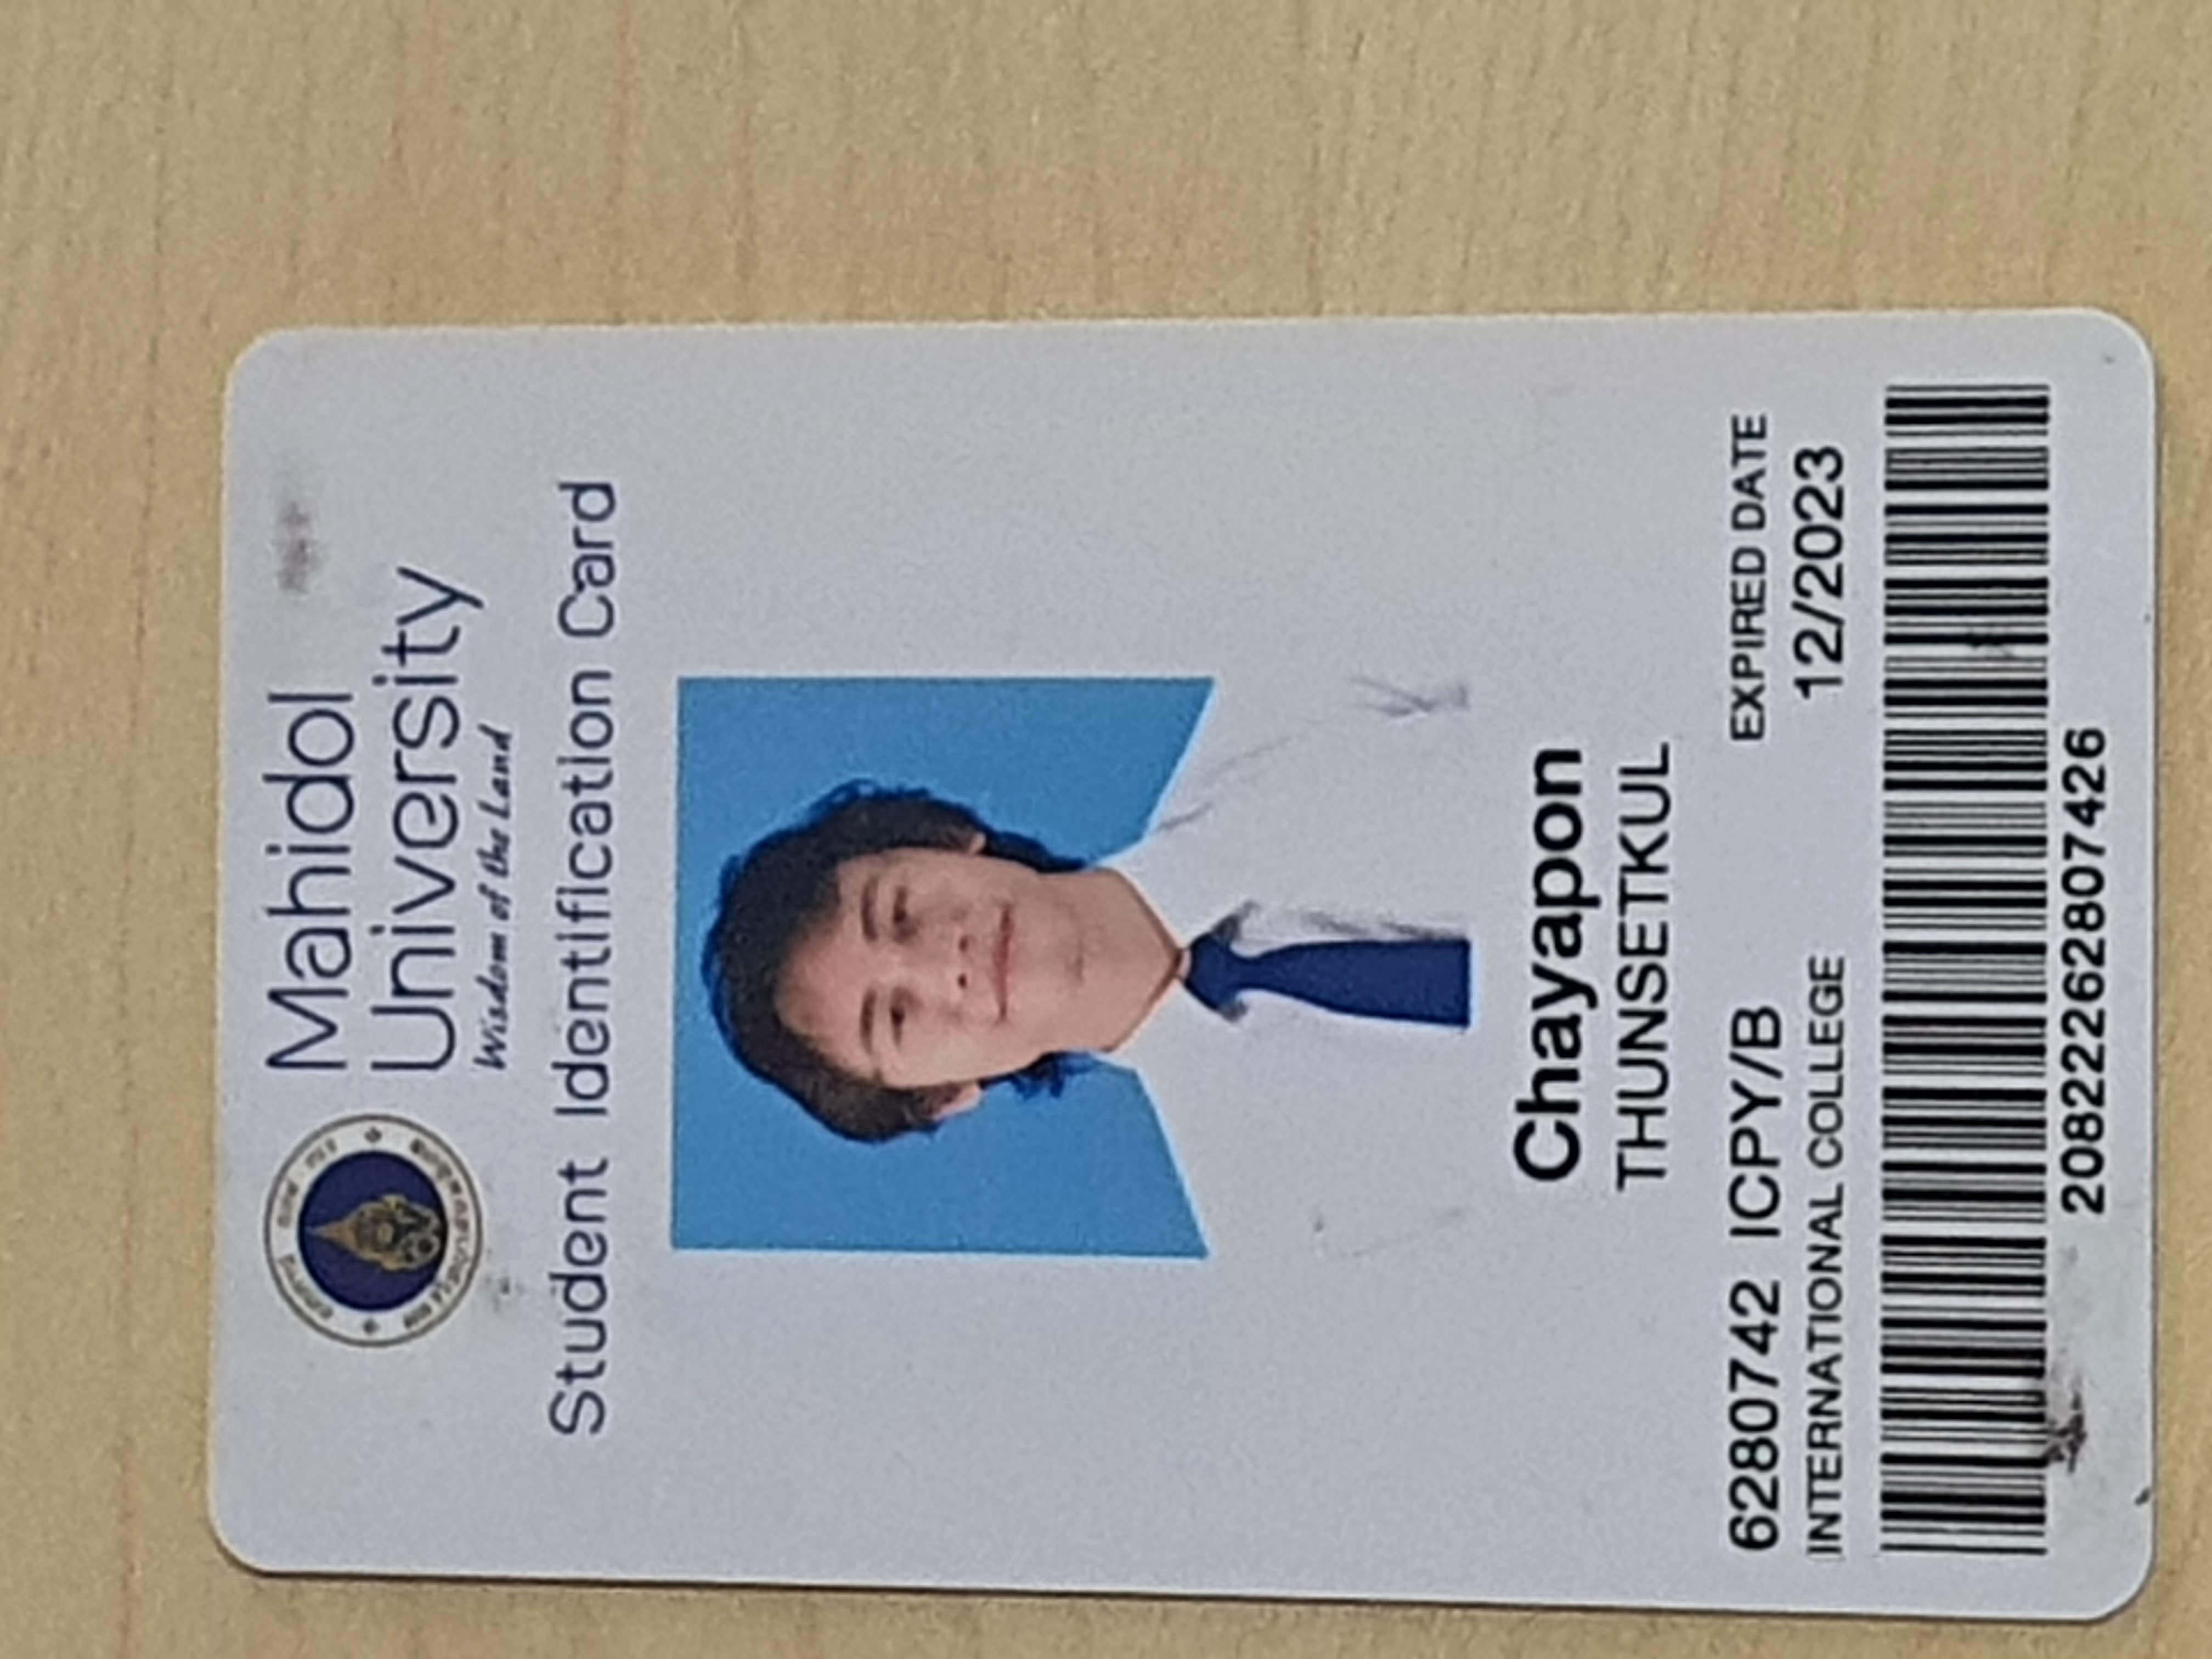 Mahidol
University
Wisdom of the Land
Student Identification Card
Chayapon
THUNSETKUL
6280742 ICPY/B
INTERNATIONAL COLLEGE
EXPIRED DATE
12/2023
20822262807426